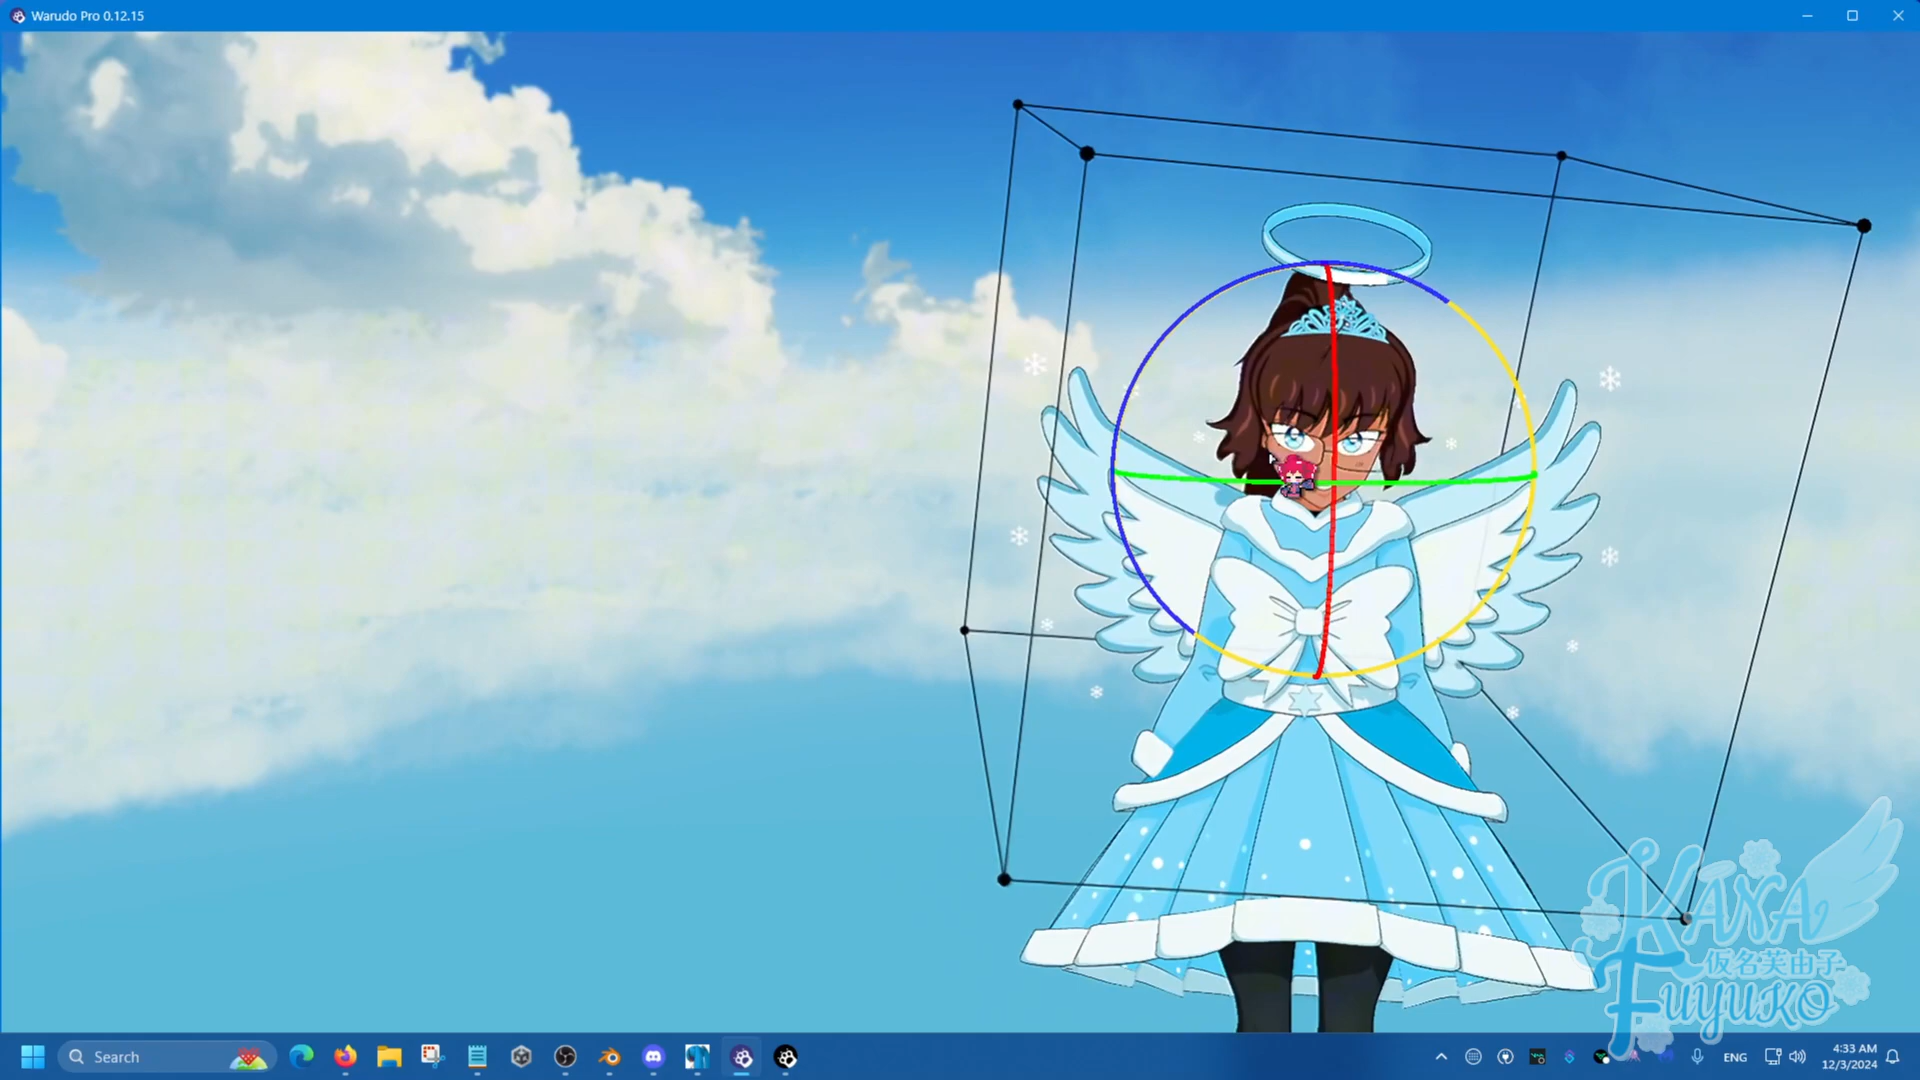 Warudo Pro 0.12.15
KANA
仮名芙由子
FUYUKO
Search
ENG
4:33 AM
12/3/2024